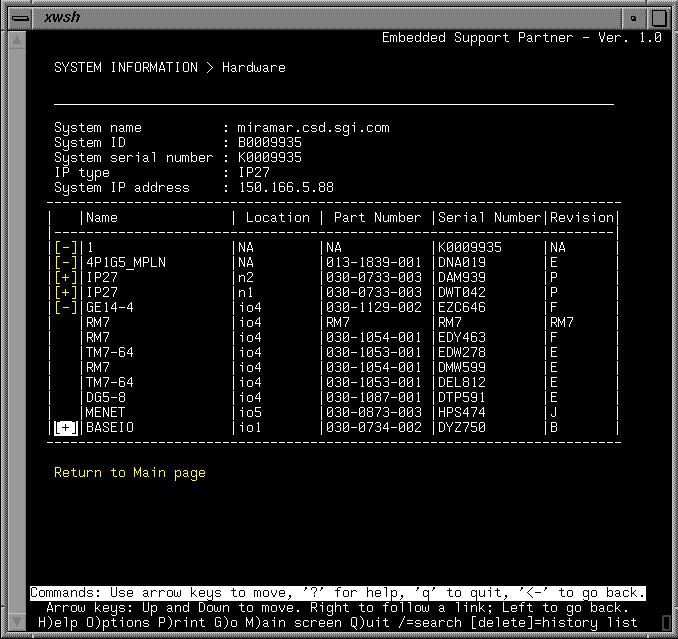 xwsh
Embedded Support Partner - Ver. 1.0
SYSTEM INFORMATION > Hardware
System name : miramar.csd.sgi.com
System ID : B0009935
System serial number : K0009935
IP type : IP27
System IP address : 150.166.5.88
| |Name | Location | Part Number |Serial Number|Revision|
|[-]|1 |NA |NA |K0009935 |NA |
|[-]|4P1G5_MPLN |NA |013-1839-001 |DNA019 |E |
|[+]|IP27 |n2 |030-0733-003 |DAM939 |P |
|[+]|IP27 |n1 |030-0733-003 |DWT042 |P |
|[-]|GE14-4 |io4 |030-1129-002 |EZC646 |F |
| |RM7 |io4 |RM7 |RM7 |RM7 |
| |RM7 |io4 |030-1054-001 |EDY463 |F |
| |TM7-64 |io4 |030-1053-001 |EDW278 |E |
| |RM7 |io4 |030-1054-001 |DMW599 |E |
| |TM7-64 |io4 |030-1053-001 |DEL812 |E |
| |DG5-8 |io4 |030-1087-001 |DTP591 |E |
| |MENET |io5 |030-0873-003 |HPS474 |J |
|[+]|BASEIO |io1 |030-0734-002 |DYZ750 |B |
Return to Main page
Commands: Use arrow keys to move, '?' for help, 'q' to quit, '<-' to go back.
Arrow keys: Up and Down to move. Right to follow a link; Left to go back.
H)elp O)ptions P)rint G)o M)ain screen Q)uit /=search [delete]=history list